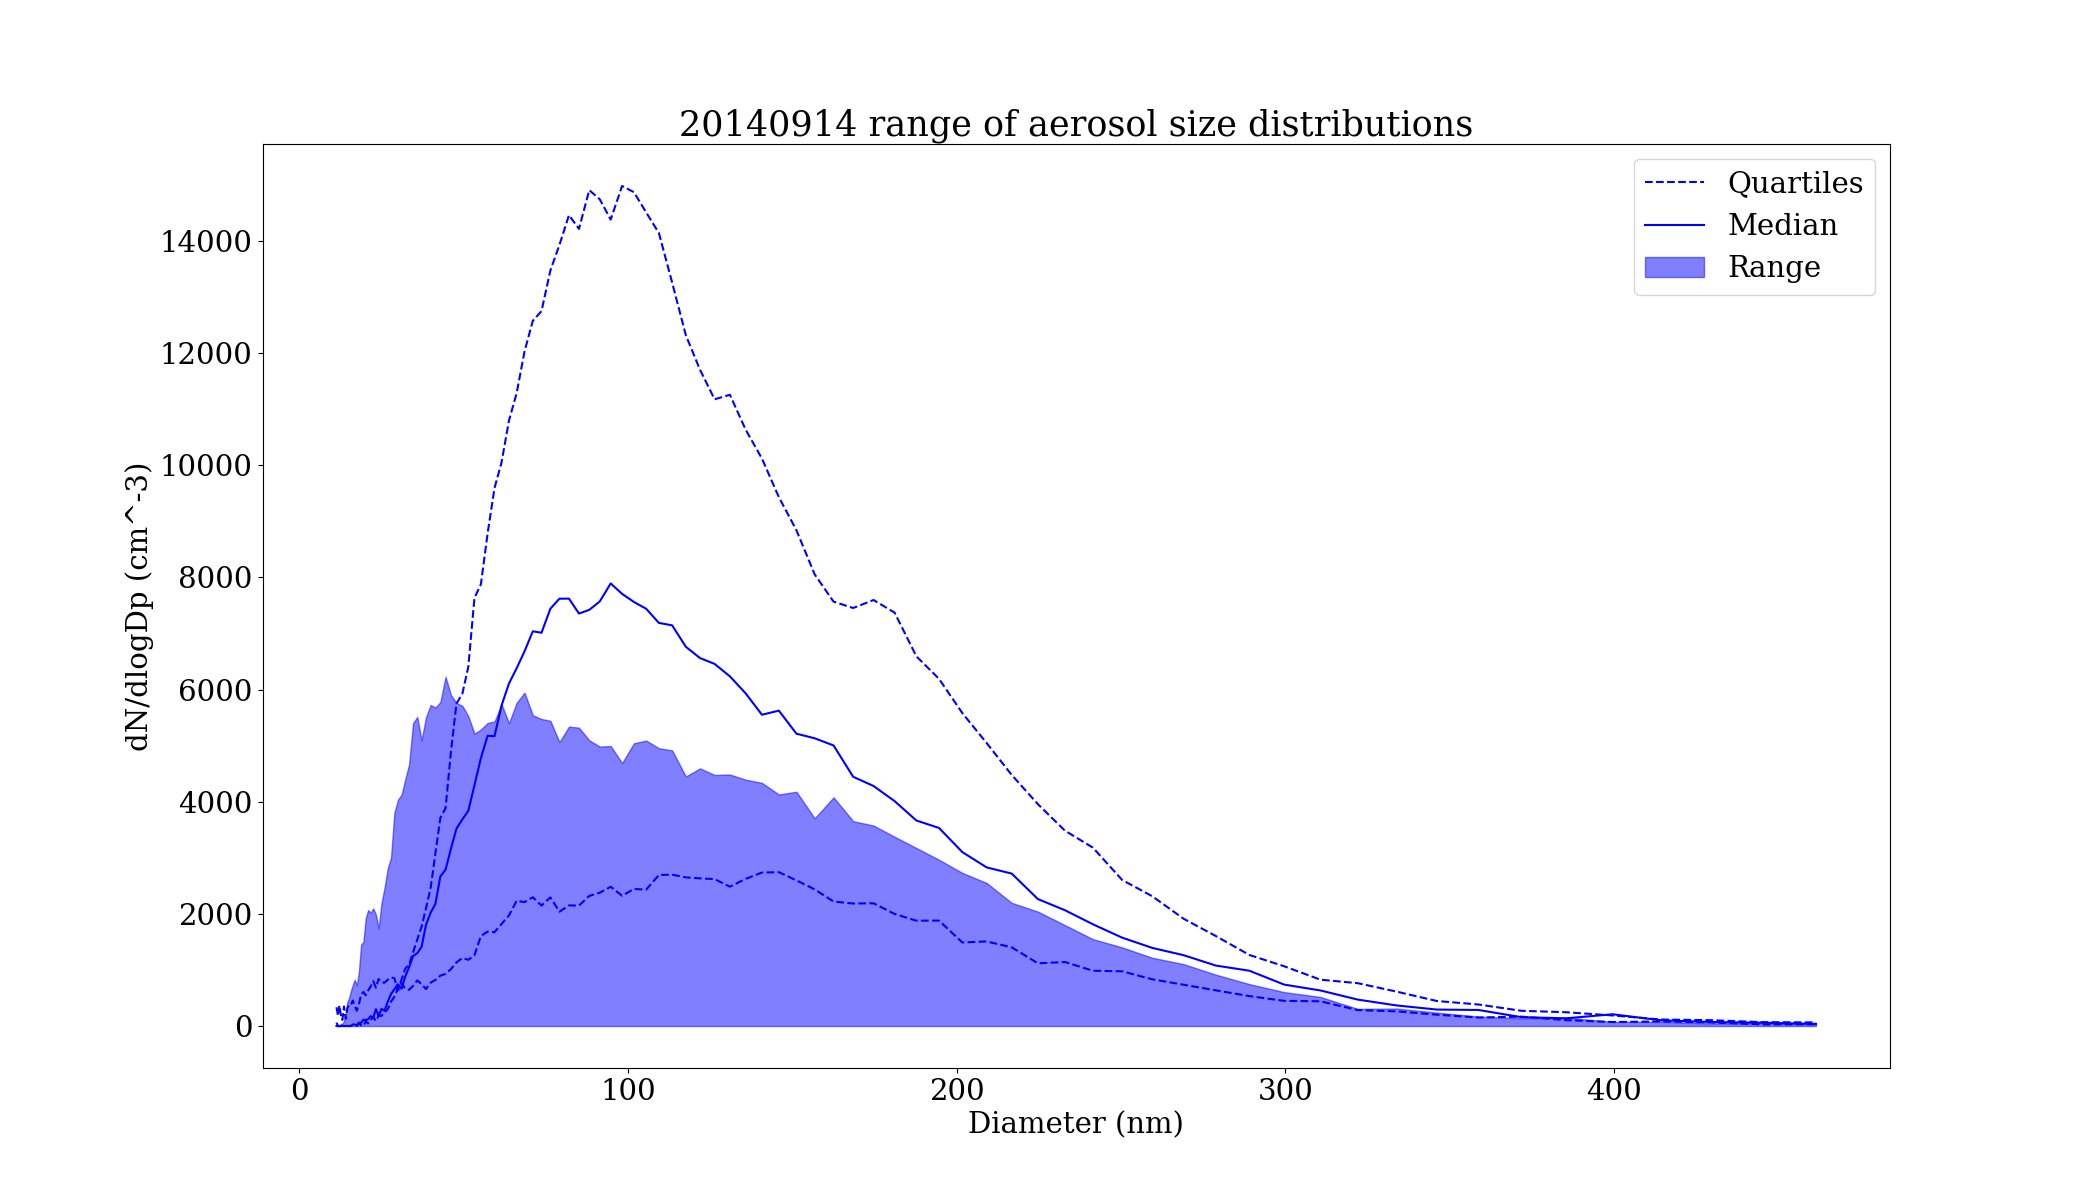 20140914 range of aerosol size distributions
Quartiles
Median
Range
dN/dlogDp (cm^-3)
14000
12000
10000
8000
6000
4000
2000
0
0 100 200 300 400
Diameter (nm)